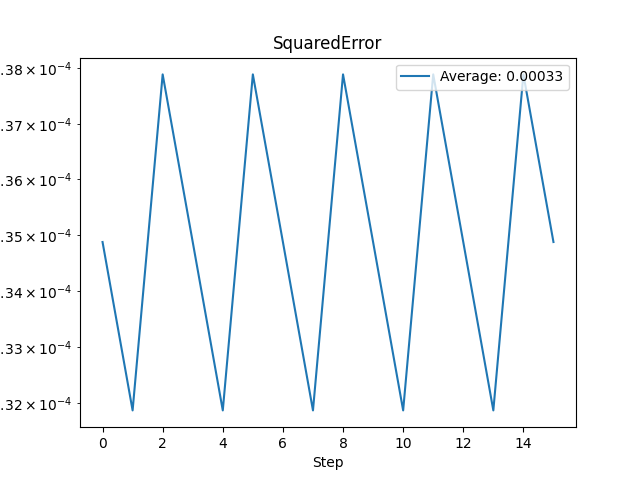 SquaredError
Average: 0.00033
.38 × 10⁻⁴
.37 × 10⁻⁴
.36 × 10⁻⁴
.35 × 10⁻⁴
.34 × 10⁻⁴
.33 × 10⁻⁴
.32 × 10⁻⁴
0 2 4 6 8 10 12 14
Step